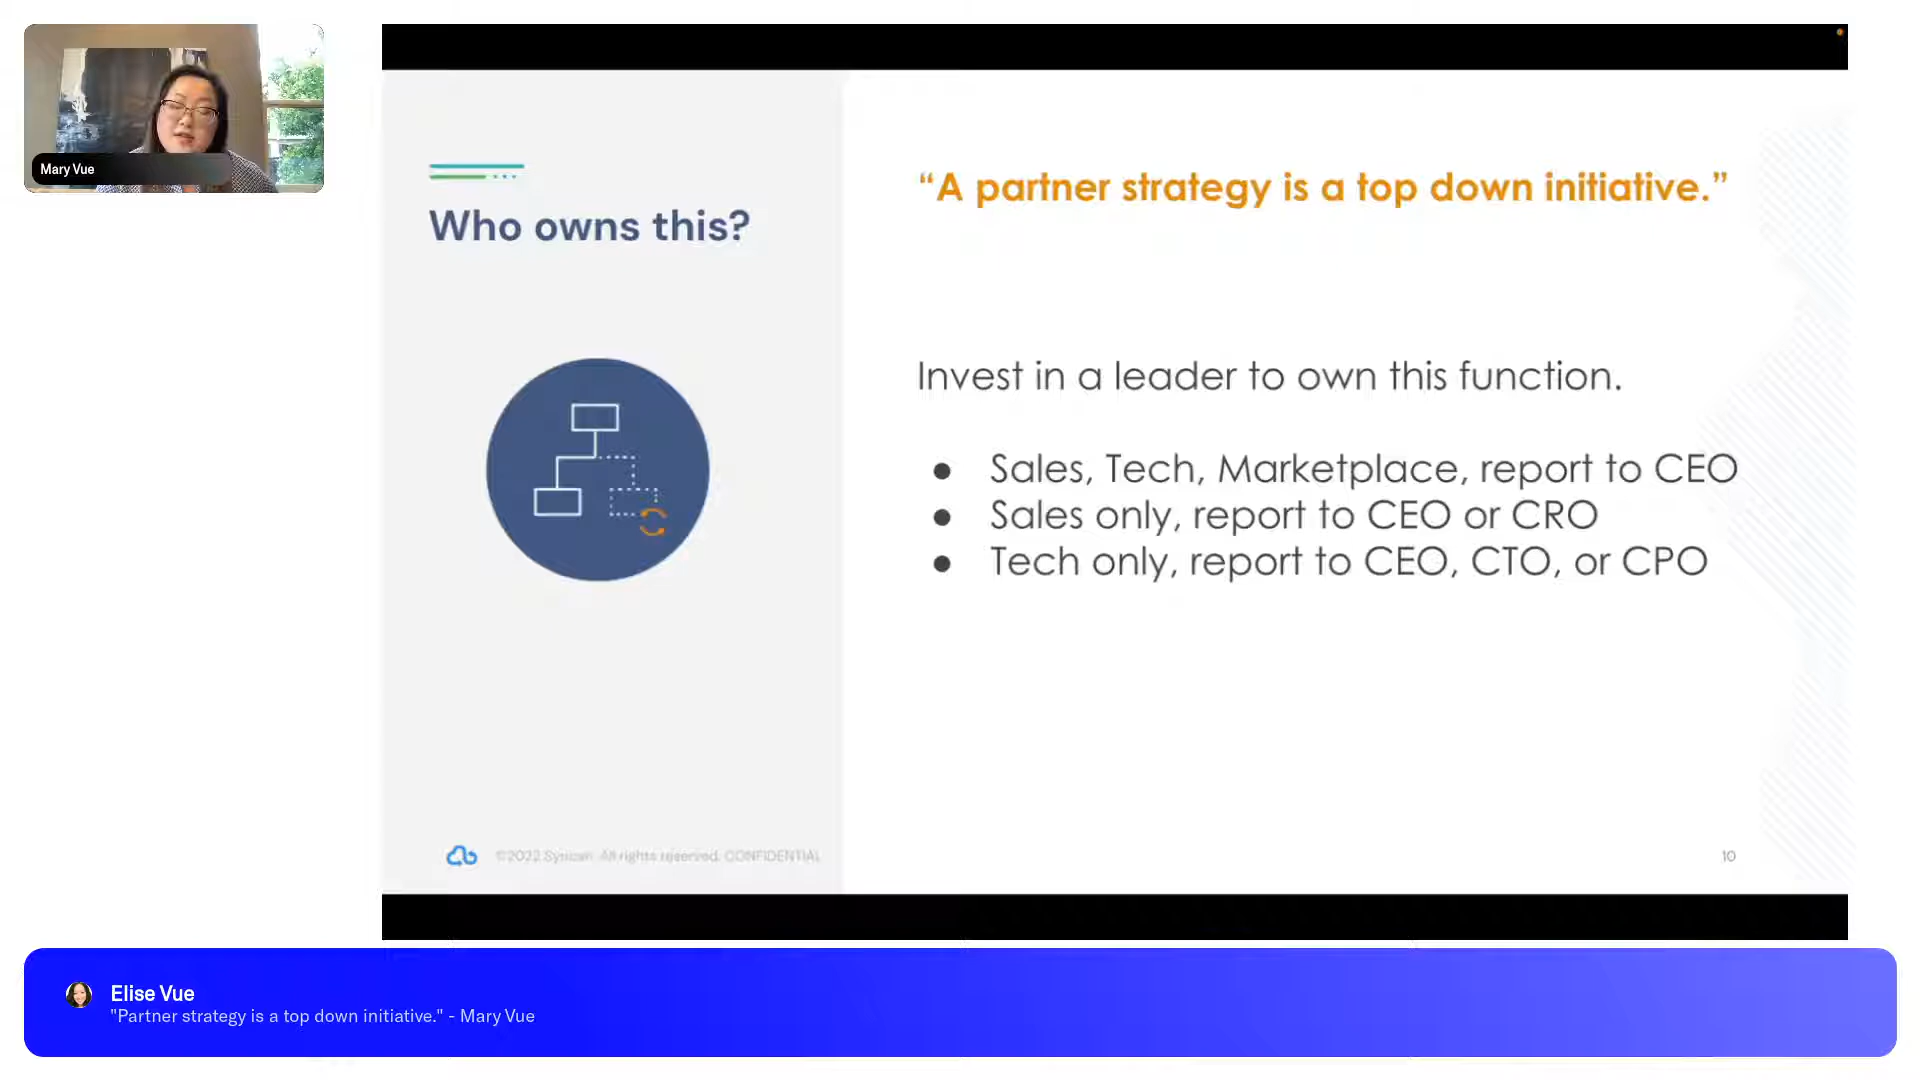 Mary Vue
Who owns this?
“A partner strategy is a top down initiative.”
Invest in a leader to own this function.
● Sales, Tech, Marketplace, report to CEO
● Sales only, report to CEO or CRO
● Tech only, report to CEO, CTO, or CPO
©2022 All rights reserved. CONFIDENTIAL
10
Elise Vue
"Partner strategy is a top down initiative." - Mary Vue